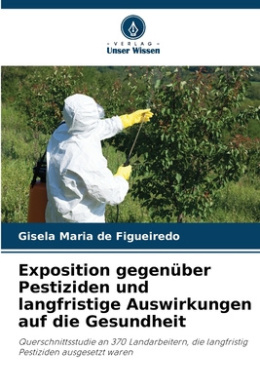 VERLAG
Unser Wissen
Gisela Maria de Figueiredo
Exposition gegenüber
Pestiziden und
langfristige Auswirkungen
auf die Gesundheit
Querschnittsstudie an 370 Landarbeitern, die langfristig
Pestiziden ausgesetzt waren